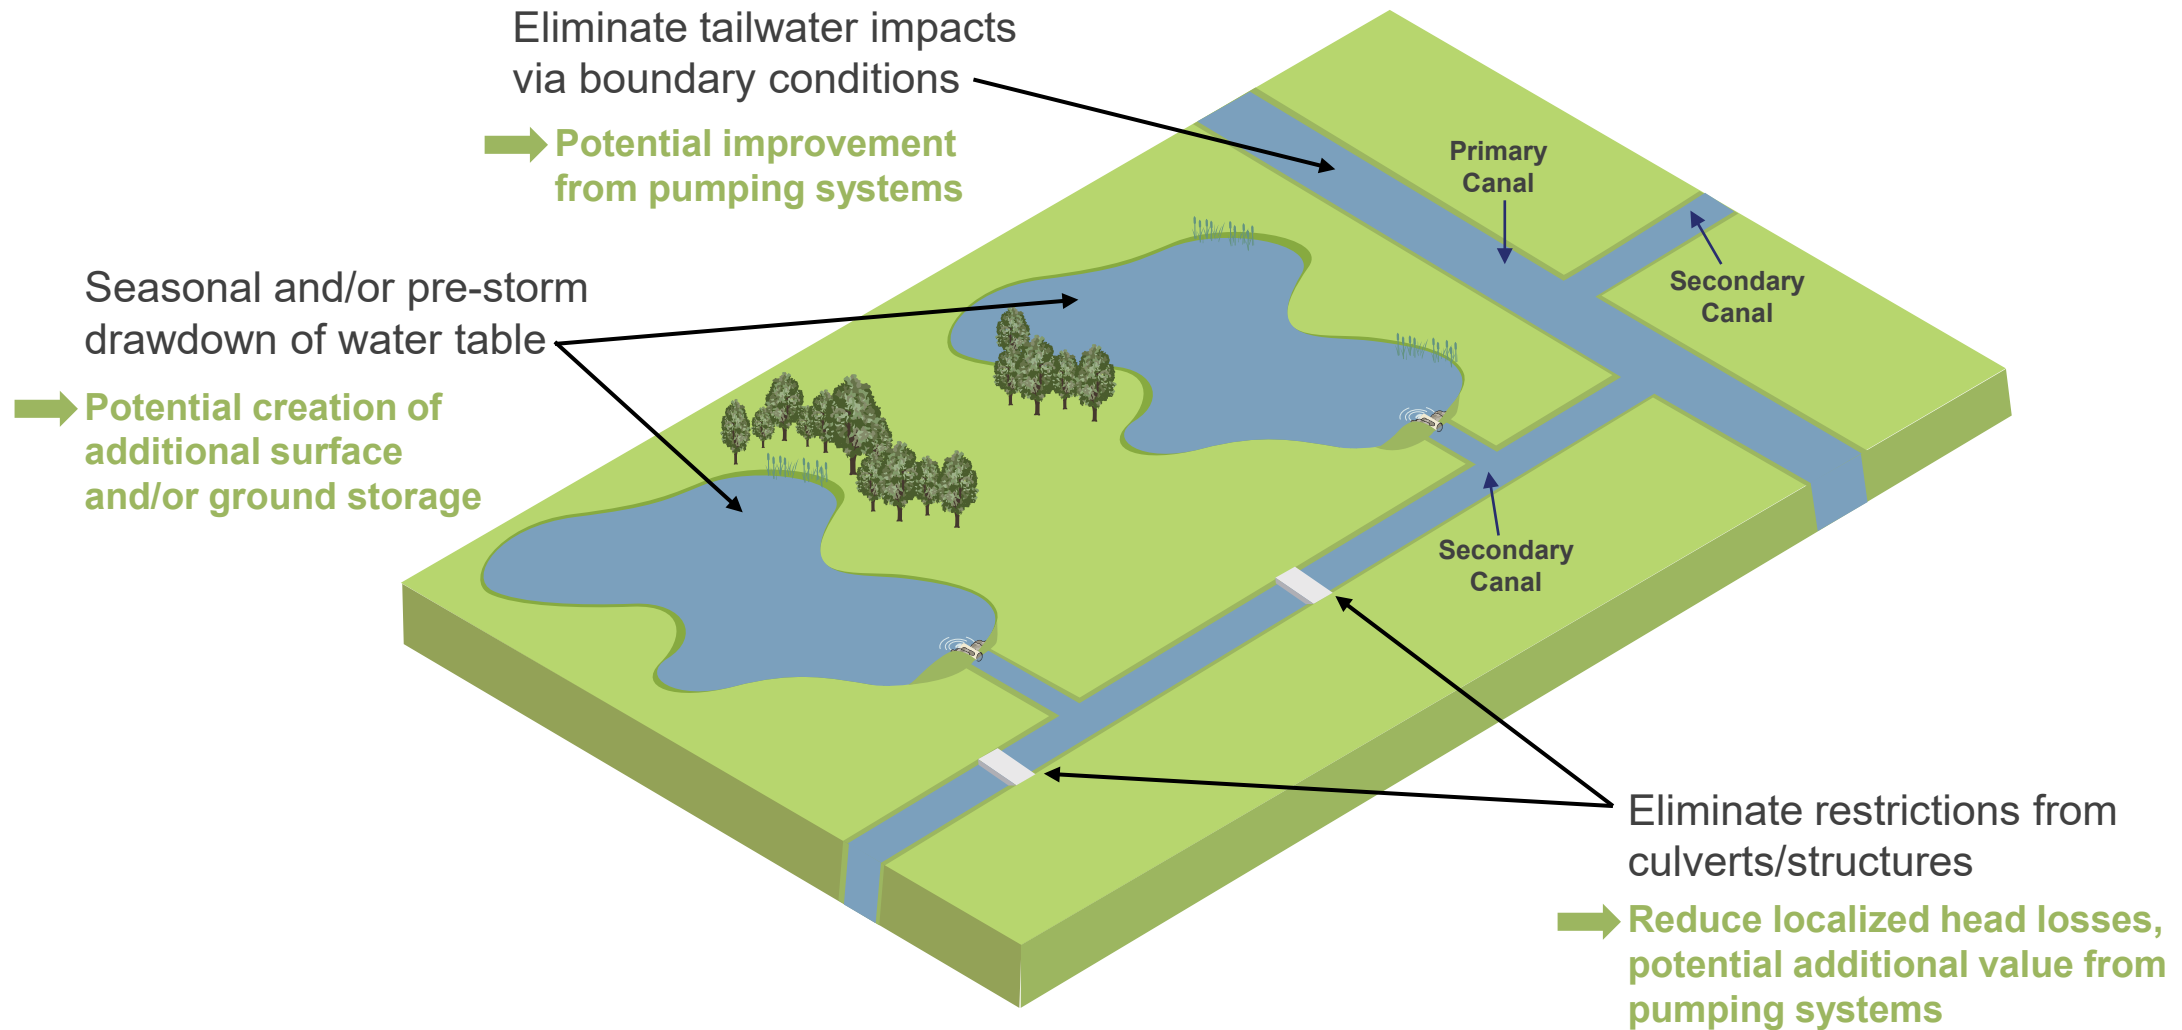 Eliminate tailwater impacts
via boundary conditions
Potential improvement
from pumping systems
Primary
Canal
Secondary
Canal
Seasonal and/or pre-storm
drawdown of water table
Potential creation of
additional surface
and/or ground storage
Secondary
Canal
Eliminate restrictions from
culverts/structures
Reduce localized head losses,
potential additional value from
pumping systems